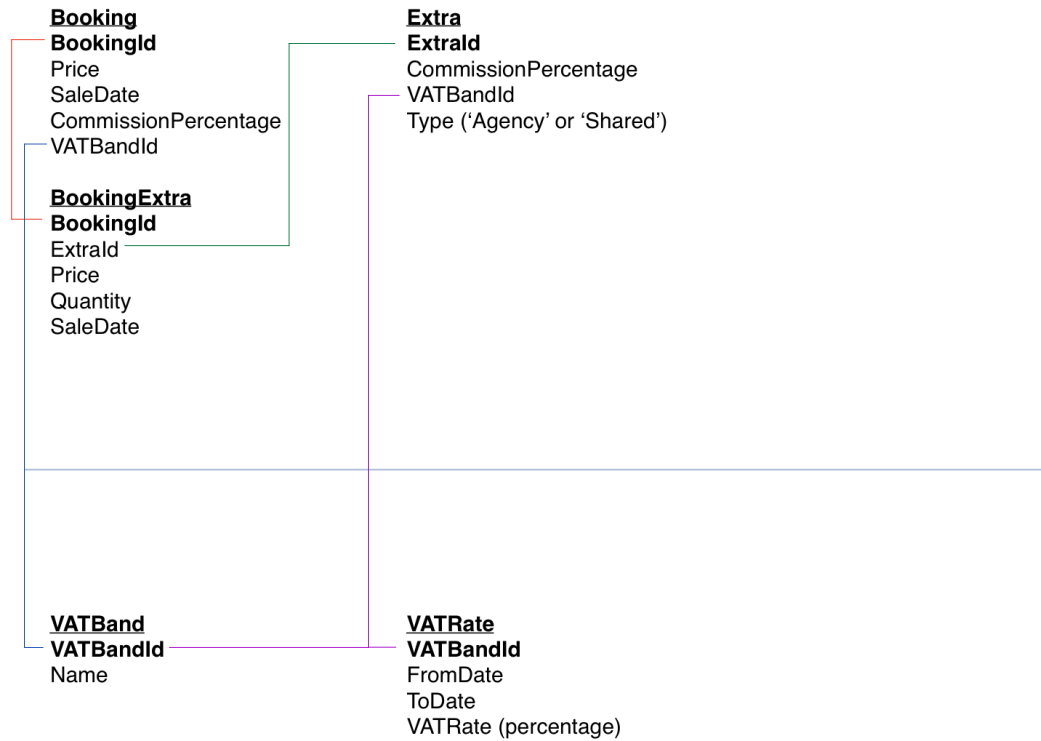 Booking
BookingId
Price
SaleDate
CommissionPercentage
VATBandId
BookingExtra
BookingId
ExtraId
Price
Quantity
SaleDate
Extra
ExtraId
CommissionPercentage
VATBandId
Type (‘Agency’ or ‘Shared’)
VATBand
VATBandId
Name
VATRate
VATBandId
FromDate
ToDate
VATRate (percentage)